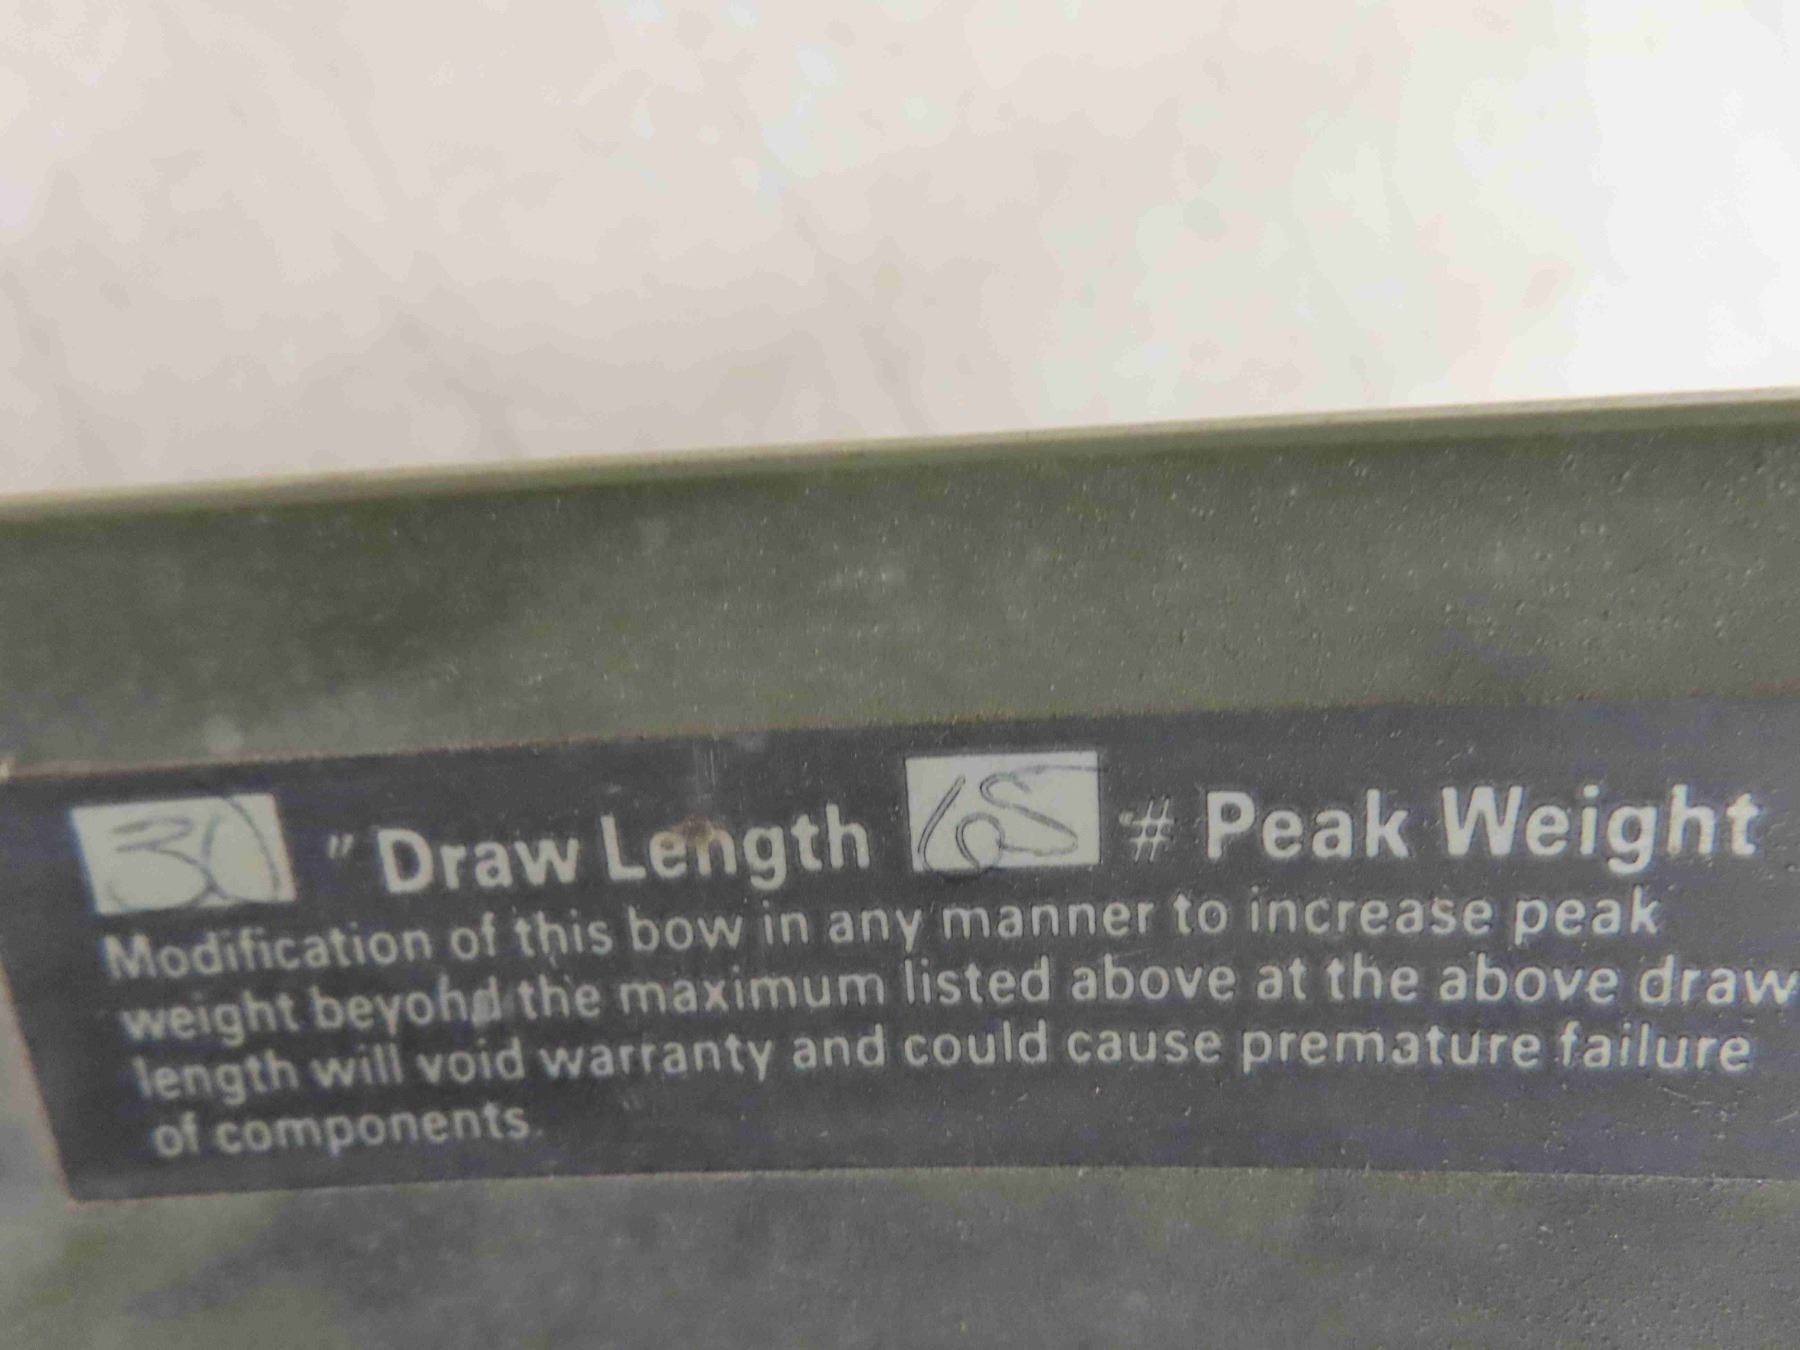 30 " Draw Length 65 # Peak Weight
Modification of this bow in any manner to increase peak
weight beyond the maximum listed above at the above draw
length will void warranty and could cause premature failure
of components.